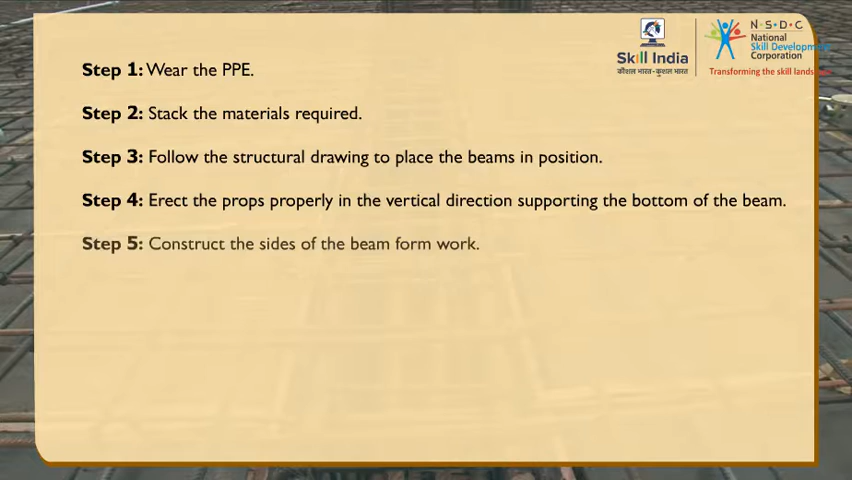 Step 1: Wear the PPE.
Step 2: Stack the materials required.
Step 3: Follow the structural drawing to place the beams in position.
Step 4: Erect the props properly in the vertical direction supporting the bottom of the beam.
Step 5: Construct the sides of the beam form work.
Skill India
कौशल भारत-कुशल भारत
N·S·D·C
National
Skill Development
Corporation
Transforming the skill